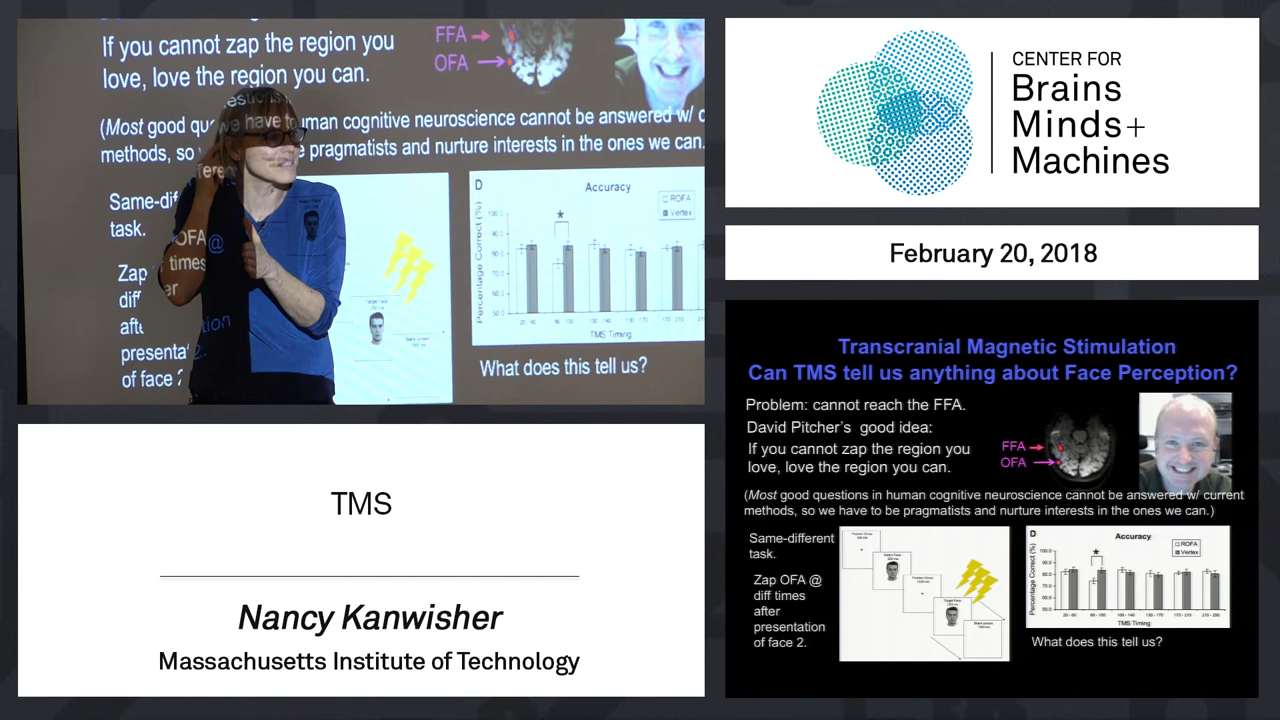 If you cannot zap the region you
love, love the region you can.
FFA
OFA
(Most good qu we have to uman cognitive neuroscience cannot be answered w/ c
methods, so e pragmatists and nurture interests in the ones we can.
Same-dif
task.
OFA @
Zap times
diff er
afte tion
presenta
of face 2.
D
Accuracy
ROFA
Vertex
Percentage Correct (%)
TMS Timing
What does this tell us?
CENTER FOR
Brains
Minds+
Machines
February 20, 2018
TMS
Nancy Kanwisher
Massachusetts Institute of Technology
Transcranial Magnetic Stimulation
Can TMS tell us anything about Face Perception?
Problem: cannot reach the FFA.
David Pitcher's good idea:
If you cannot zap the region you
love, love the region you can.
FFA
OFA
(Most good questions in human cognitive neuroscience cannot be answered w/ current
methods, so we have to be pragmatists and nurture interests in the ones we can.)
Same-different
task.
Zap OFA @
diff times
after
presentation
of face 2.
D
Accuracy
ROFA
Vertex
Percentage Correct (%)
TMS Timing
What does this tell us?